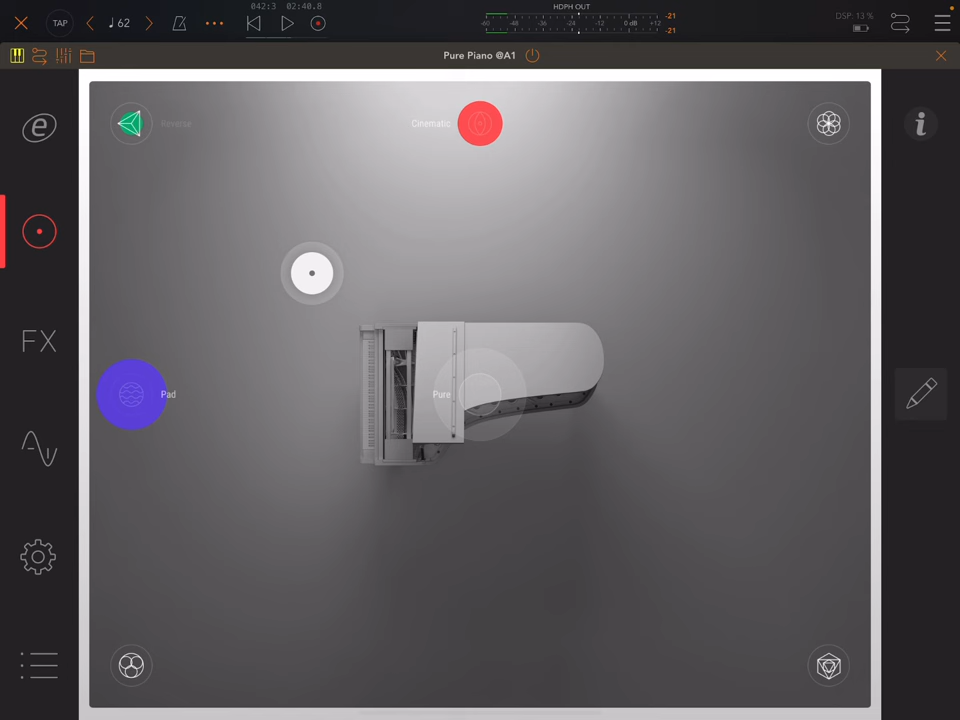 042:3 02:40.8
HDPH OUT
TAP
♩62
-21
-60 -48 -36 -24 -12 0 dB +12
-21
DSP: 13 %
Pure Piano @A1
Reverse
Cinematic
e
i
FX
Pad
Pure